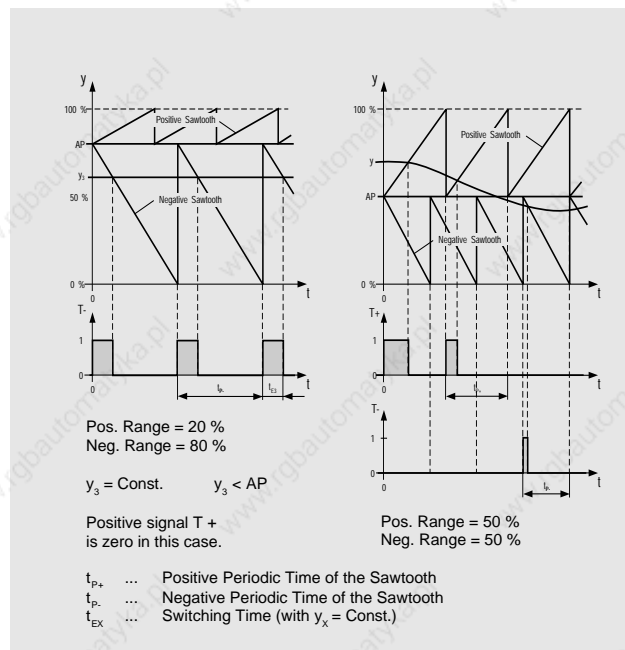 y
100 %
Positive Sawtooth
AP
y₃
50 %
Negative Sawtooth
0 %
0
t
T-
1
0
0
t
tP-
tE3
Pos. Range = 20 %
Neg. Range = 80 %
y₃ = Const. y₃ < AP
Positive signal T +
is zero in this case.
y
100 %
Positive Sawtooth
y
AP
Negative Sawtooth
0 %
0
t
T+
1
0
0
t
T-
1
0
0
t
tP-
Pos. Range = 50 %
Neg. Range = 50 %
tP+ ... Positive Periodic Time of the Sawtooth
tP- ... Negative Periodic Time of the Sawtooth
tEX ... Switching Time (with yX = Const.)
www.rgbautomatyka.pl